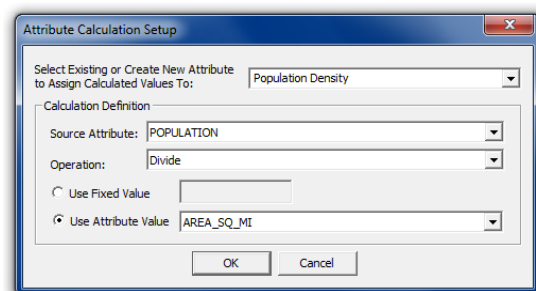 Attribute Calculation Setup
Select Existing or Create New Attribute
to Assign Calculated Values To:
Population Density
Calculation Definition
Source Attribute: POPULATION
Operation: Divide
Use Fixed Value
Use Attribute Value AREA_SQ_MI
OK Cancel